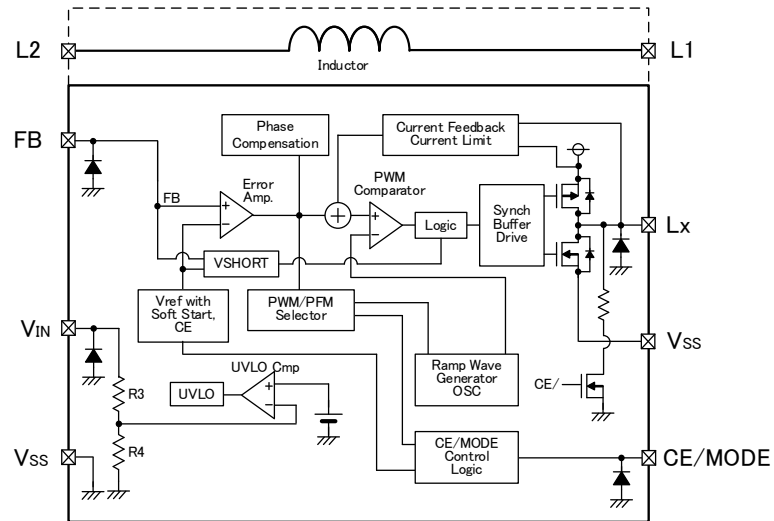 L2
L1
Inductor
FB
Phase
Compensation
Current Feedback
Current Limit
FB
Error
Amp.
PWM
Comparator
Logic
Synch
Buffer
Drive
Lx
VSHORT
Vref with
Soft Start,
CE
PWM/PFM
Selector
VIN
R3
UVLO Cmp
UVLO
Ramp Wave
Generator
OSC
VSS
CE/
R4
VSS
CE/MODE
Control
Logic
CE/MODE